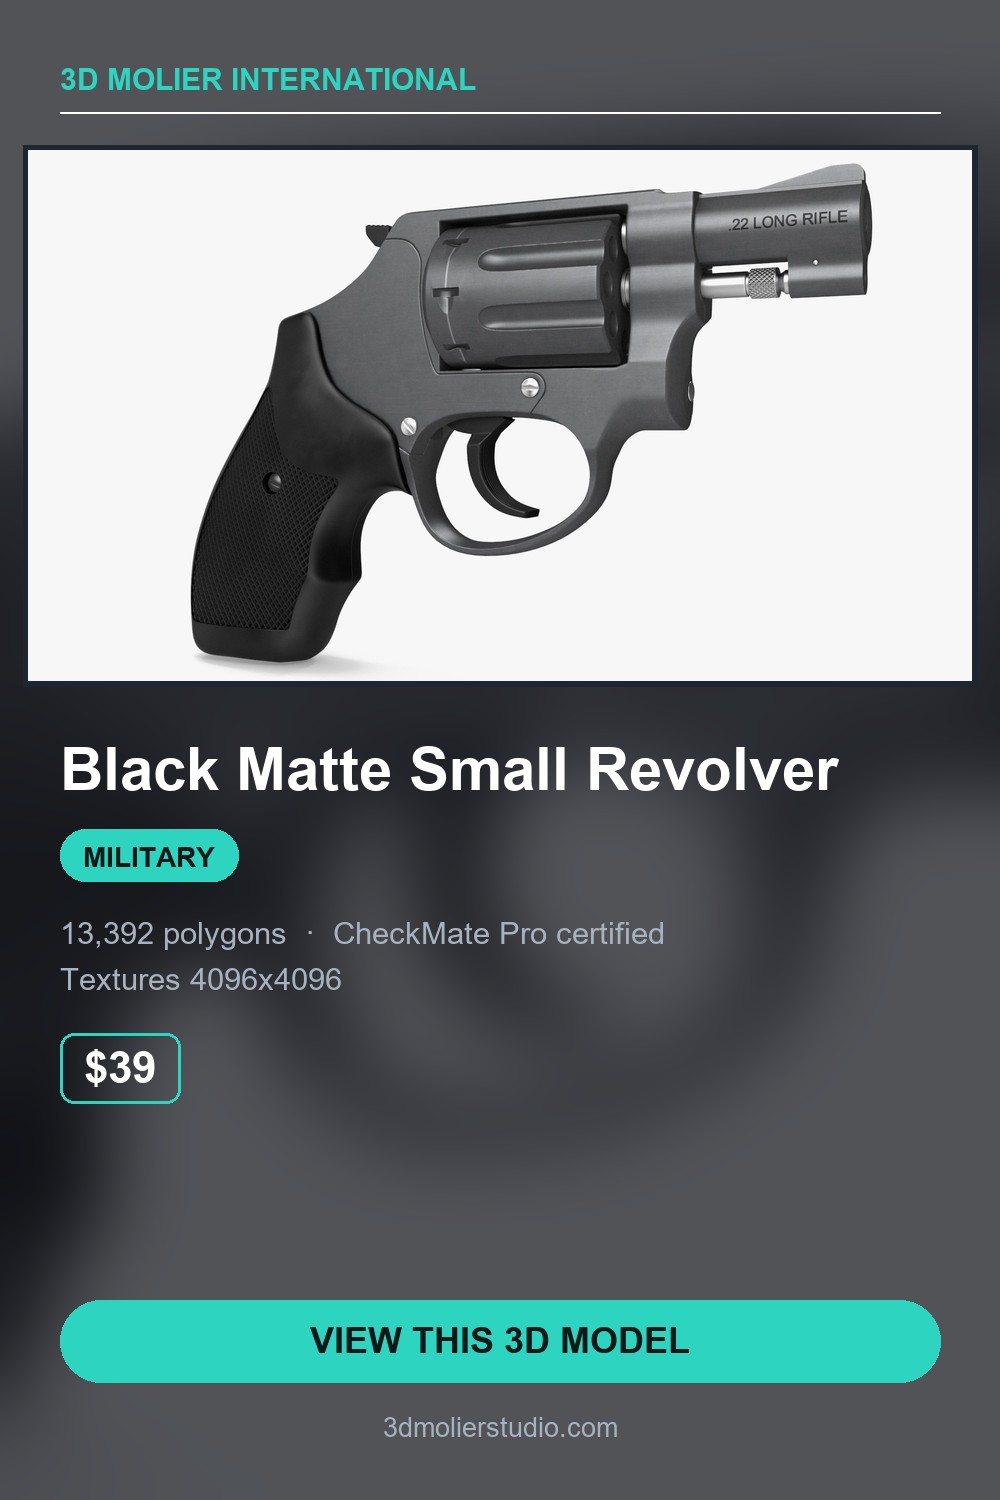 3D MOLIER INTERNATIONAL
.22 LONG RIFLE
Black Matte Small Revolver
MILITARY
13,392 polygons · CheckMate Pro certified
Textures 4096x4096
$39
VIEW THIS 3D MODEL
3dmolierstudio.com